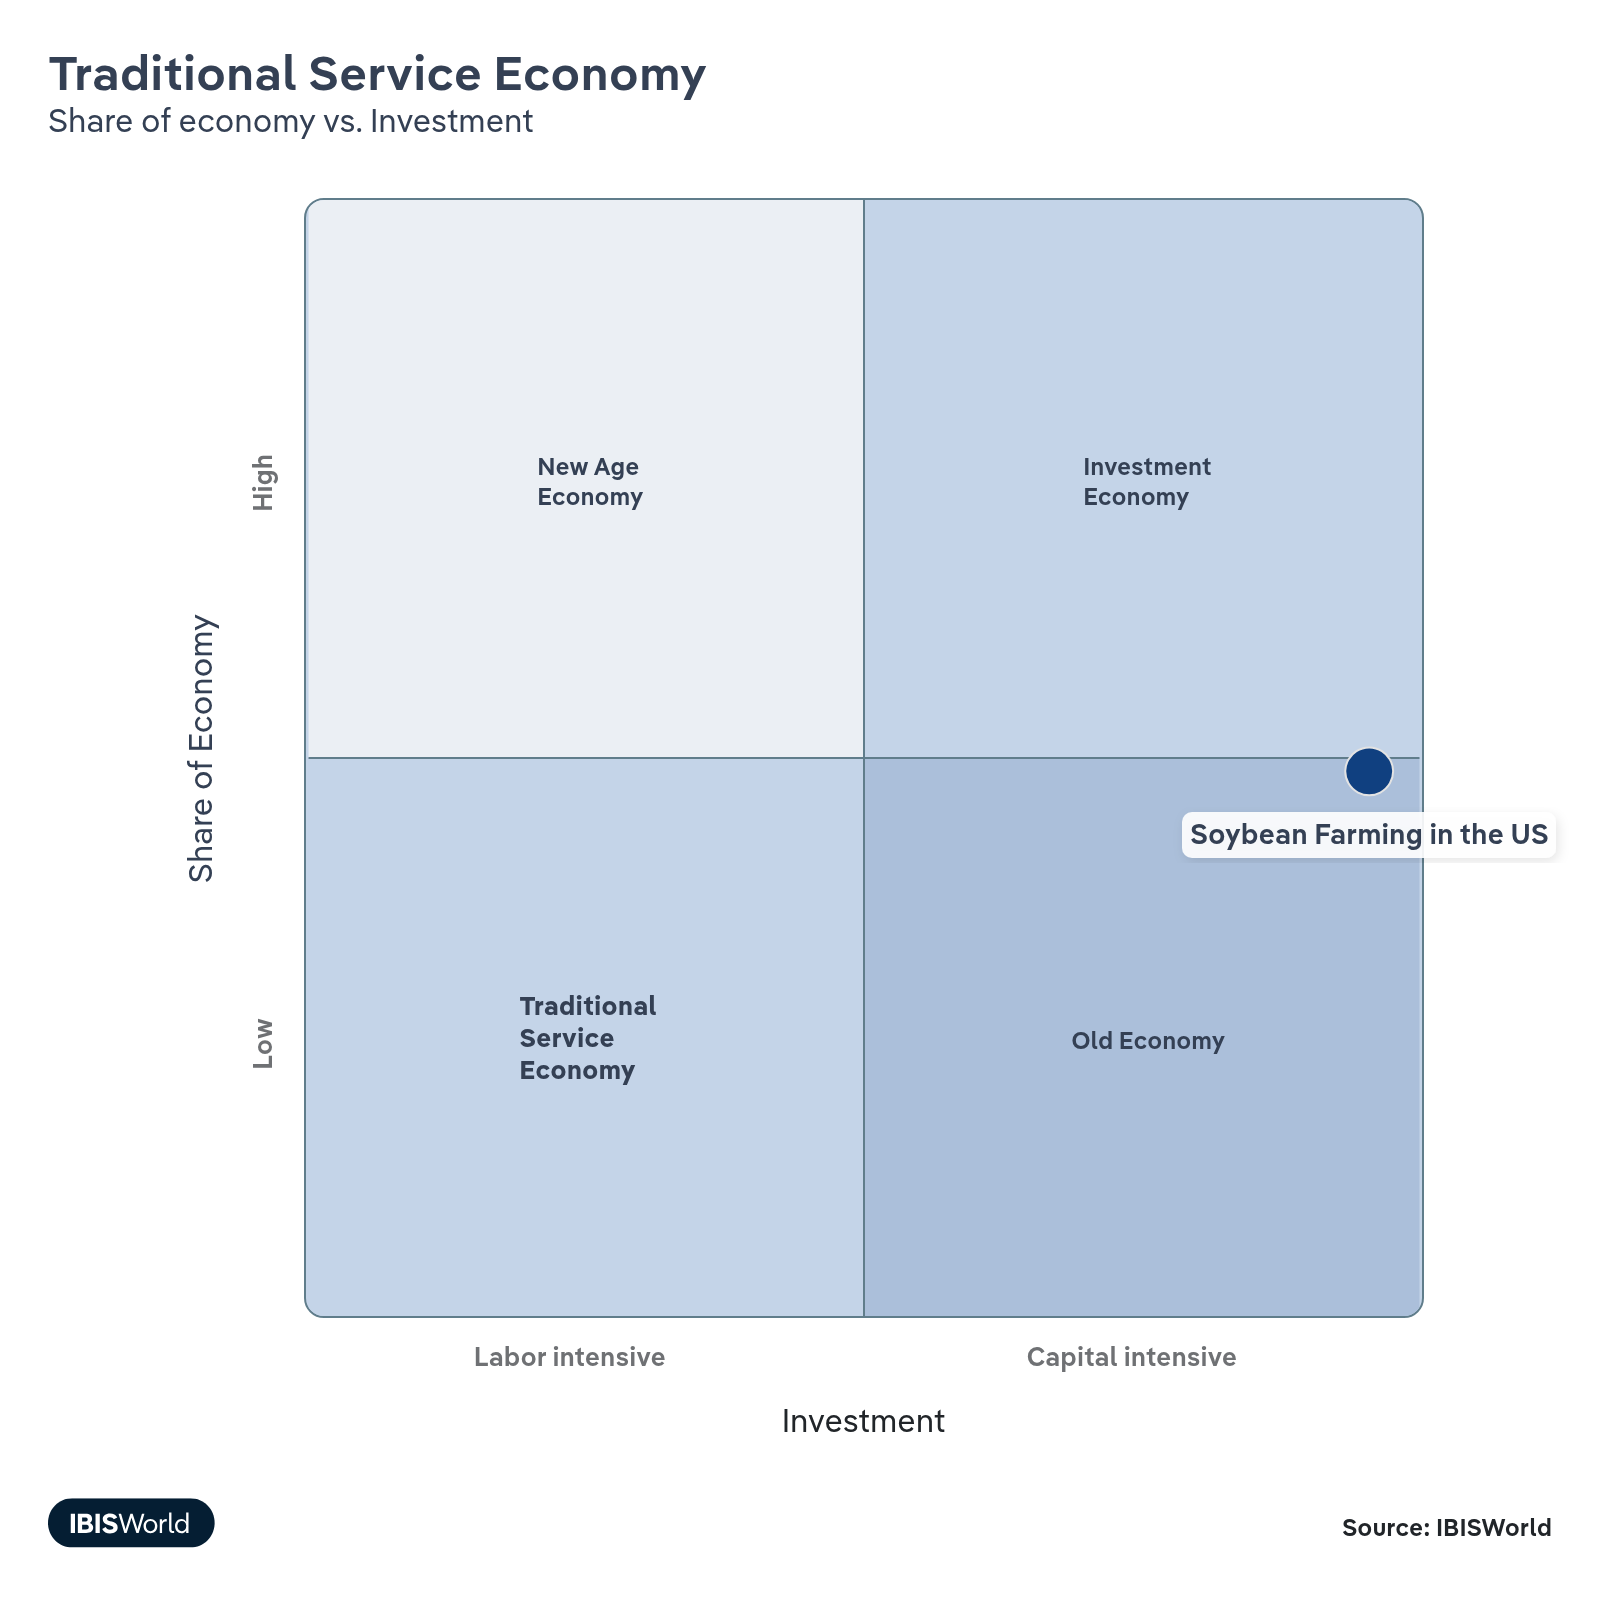 Traditional Service Economy
Share of economy vs. Investment
High
New Age
Economy
Investment
Economy
Share of Economy
Soybean Farming in the US
Low
Traditional
Service
Economy
Old Economy
Labor intensive
Capital intensive
Investment
IBISWorld
Source: IBISWorld